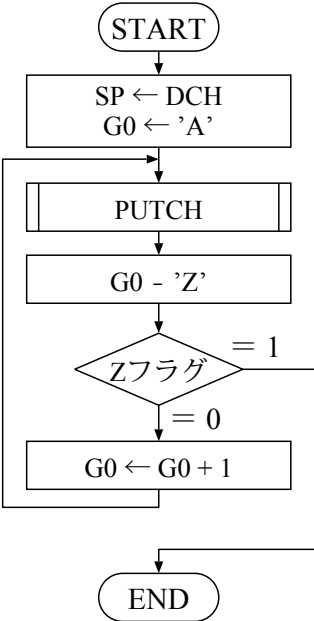 START
SP ← DCH
G0 ← ’A’
PUTCH
G0 - ’Z’
Zフラグ
= 1
= 0
G0 ← G0 + 1
END